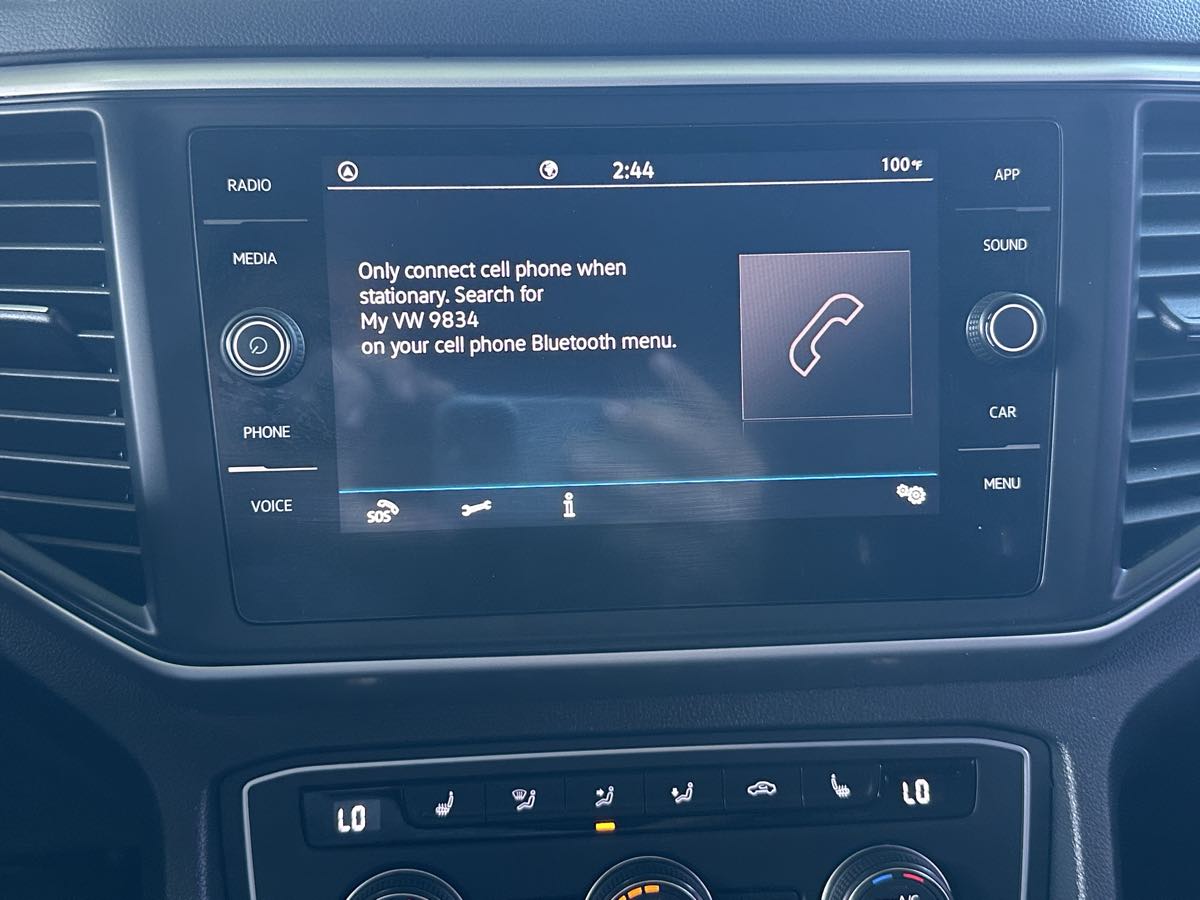 2:44
100°F
RADIO
APP
MEDIA
SOUND
Only connect cell phone when
stationary. Search for
My VW 9834
on your cell phone Bluetooth menu.
PHONE
CAR
VOICE
MENU
SOS
i
LO
LO
A/C